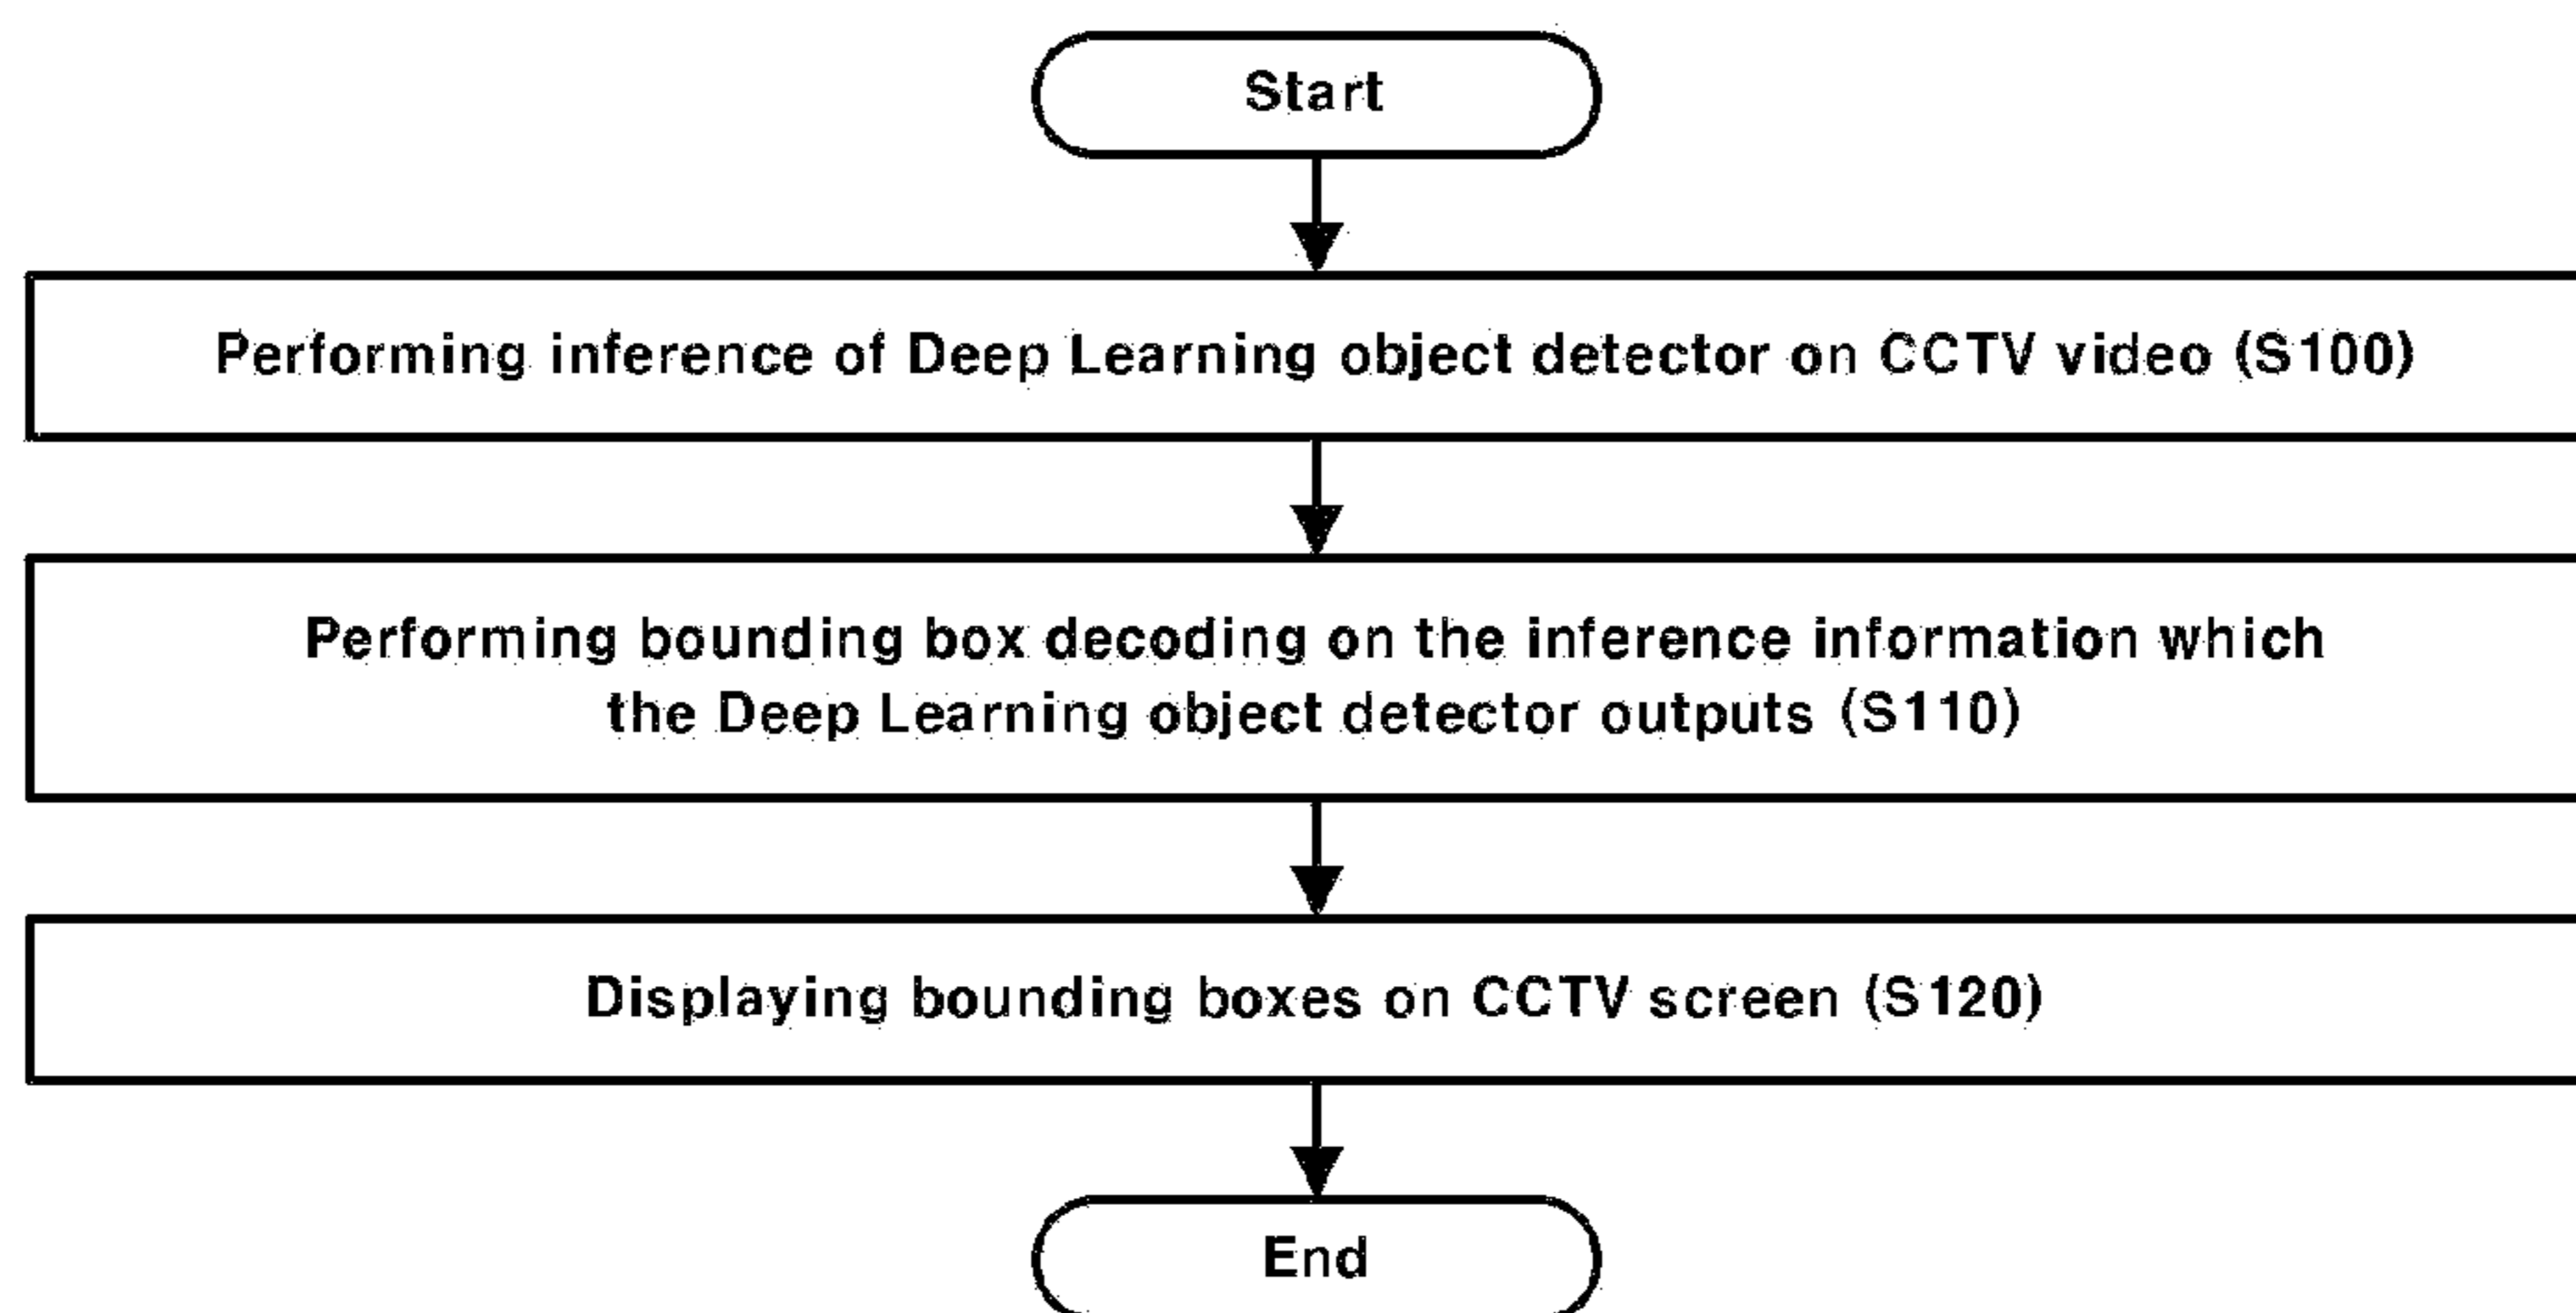 Start
Performing inference of Deep Learning object detector on CCTV video (S100)
Performing bounding box decoding on the inference information which
the Deep Learning object detector outputs (S110)
Displaying bounding boxes on CCTV screen (S120)
End